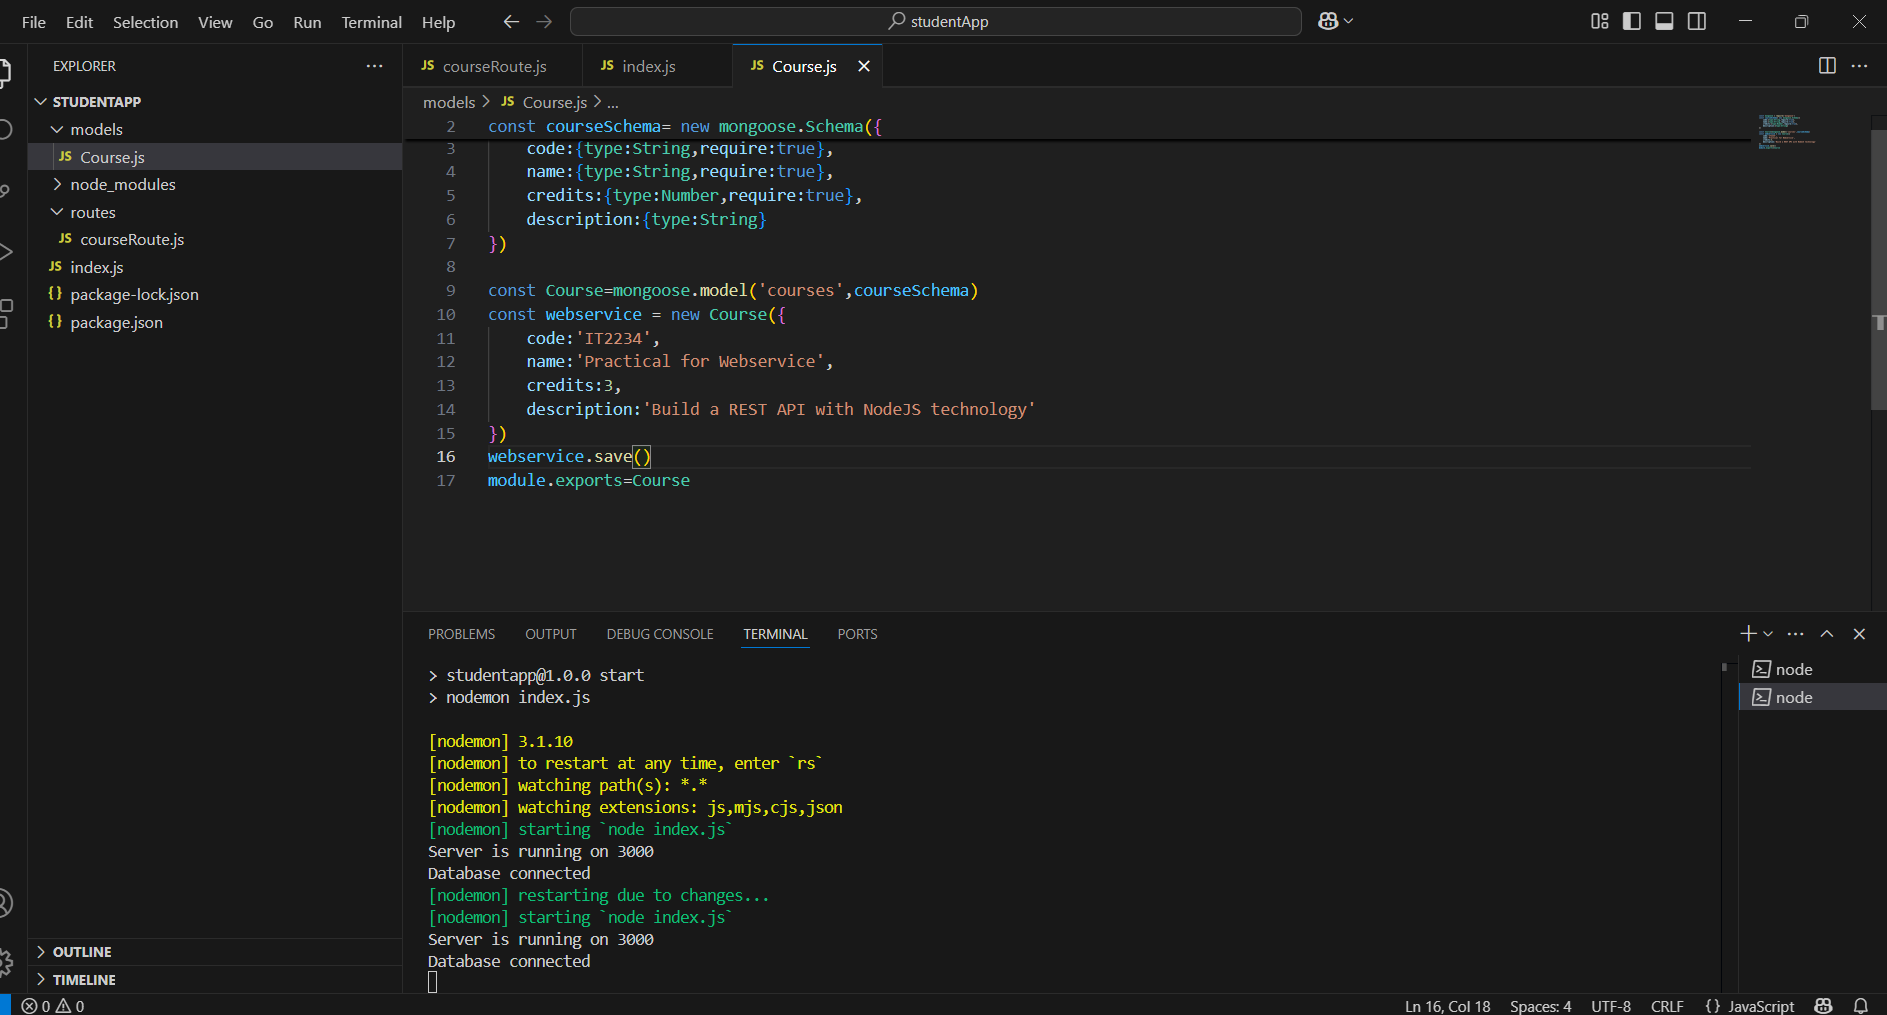 File Edit Selection View Go Run Terminal Help
studentApp
EXPLORER
STUDENTAPP
models
JS Course.js
node_modules
routes
JS courseRoute.js
JS index.js
{} package-lock.json
{} package.json
OUTLINE
TIMELINE
JS courseRoute.js JS index.js JS Course.js
models > JS Course.js > ...
2 const courseSchema= new mongoose.Schema({
3 code:{type:String,require:true},
4 name:{type:String,require:true},
5 credits:{type:Number,require:true},
6 description:{type:String}
7 })
8
9 const Course=mongoose.model('courses',courseSchema)
10 const webservice = new Course({
11 code:'IT2234',
12 name:'Practical for Webservice',
13 credits:3,
14 description:'Build a REST API with NodeJS technology'
15 })
16 webservice.save()
17 module.exports=Course
PROBLEMS OUTPUT DEBUG CONSOLE TERMINAL PORTS
> studentapp@1.0.0 start
> nodemon index.js
[nodemon] 3.1.10
[nodemon] to restart at any time, enter `rs`
[nodemon] watching path(s): *.*
[nodemon] watching extensions: js,mjs,cjs,json
[nodemon] starting `node index.js`
Server is running on 3000
Database connected
[nodemon] restarting due to changes...
[nodemon] starting `node index.js`
Server is running on 3000
Database connected
node
node
0 0
Ln 16, Col 18 Spaces: 4 UTF-8 CRLF {} JavaScript